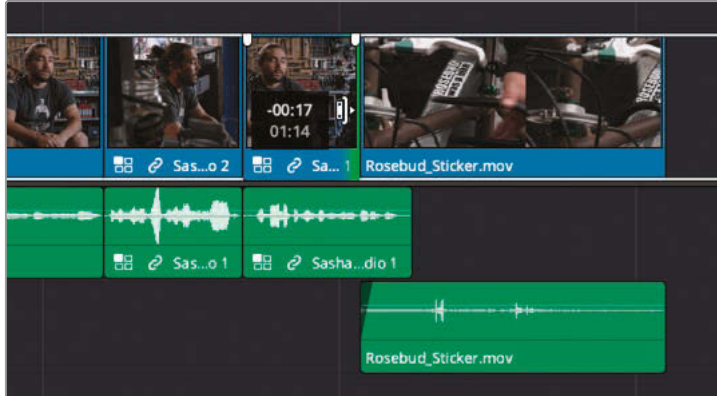 -00:17
01:14
Sas...o 2
Sa... 1
Rosebud_Sticker.mov
Sas...o 1
Sasha...dio 1
Rosebud_Sticker.mov